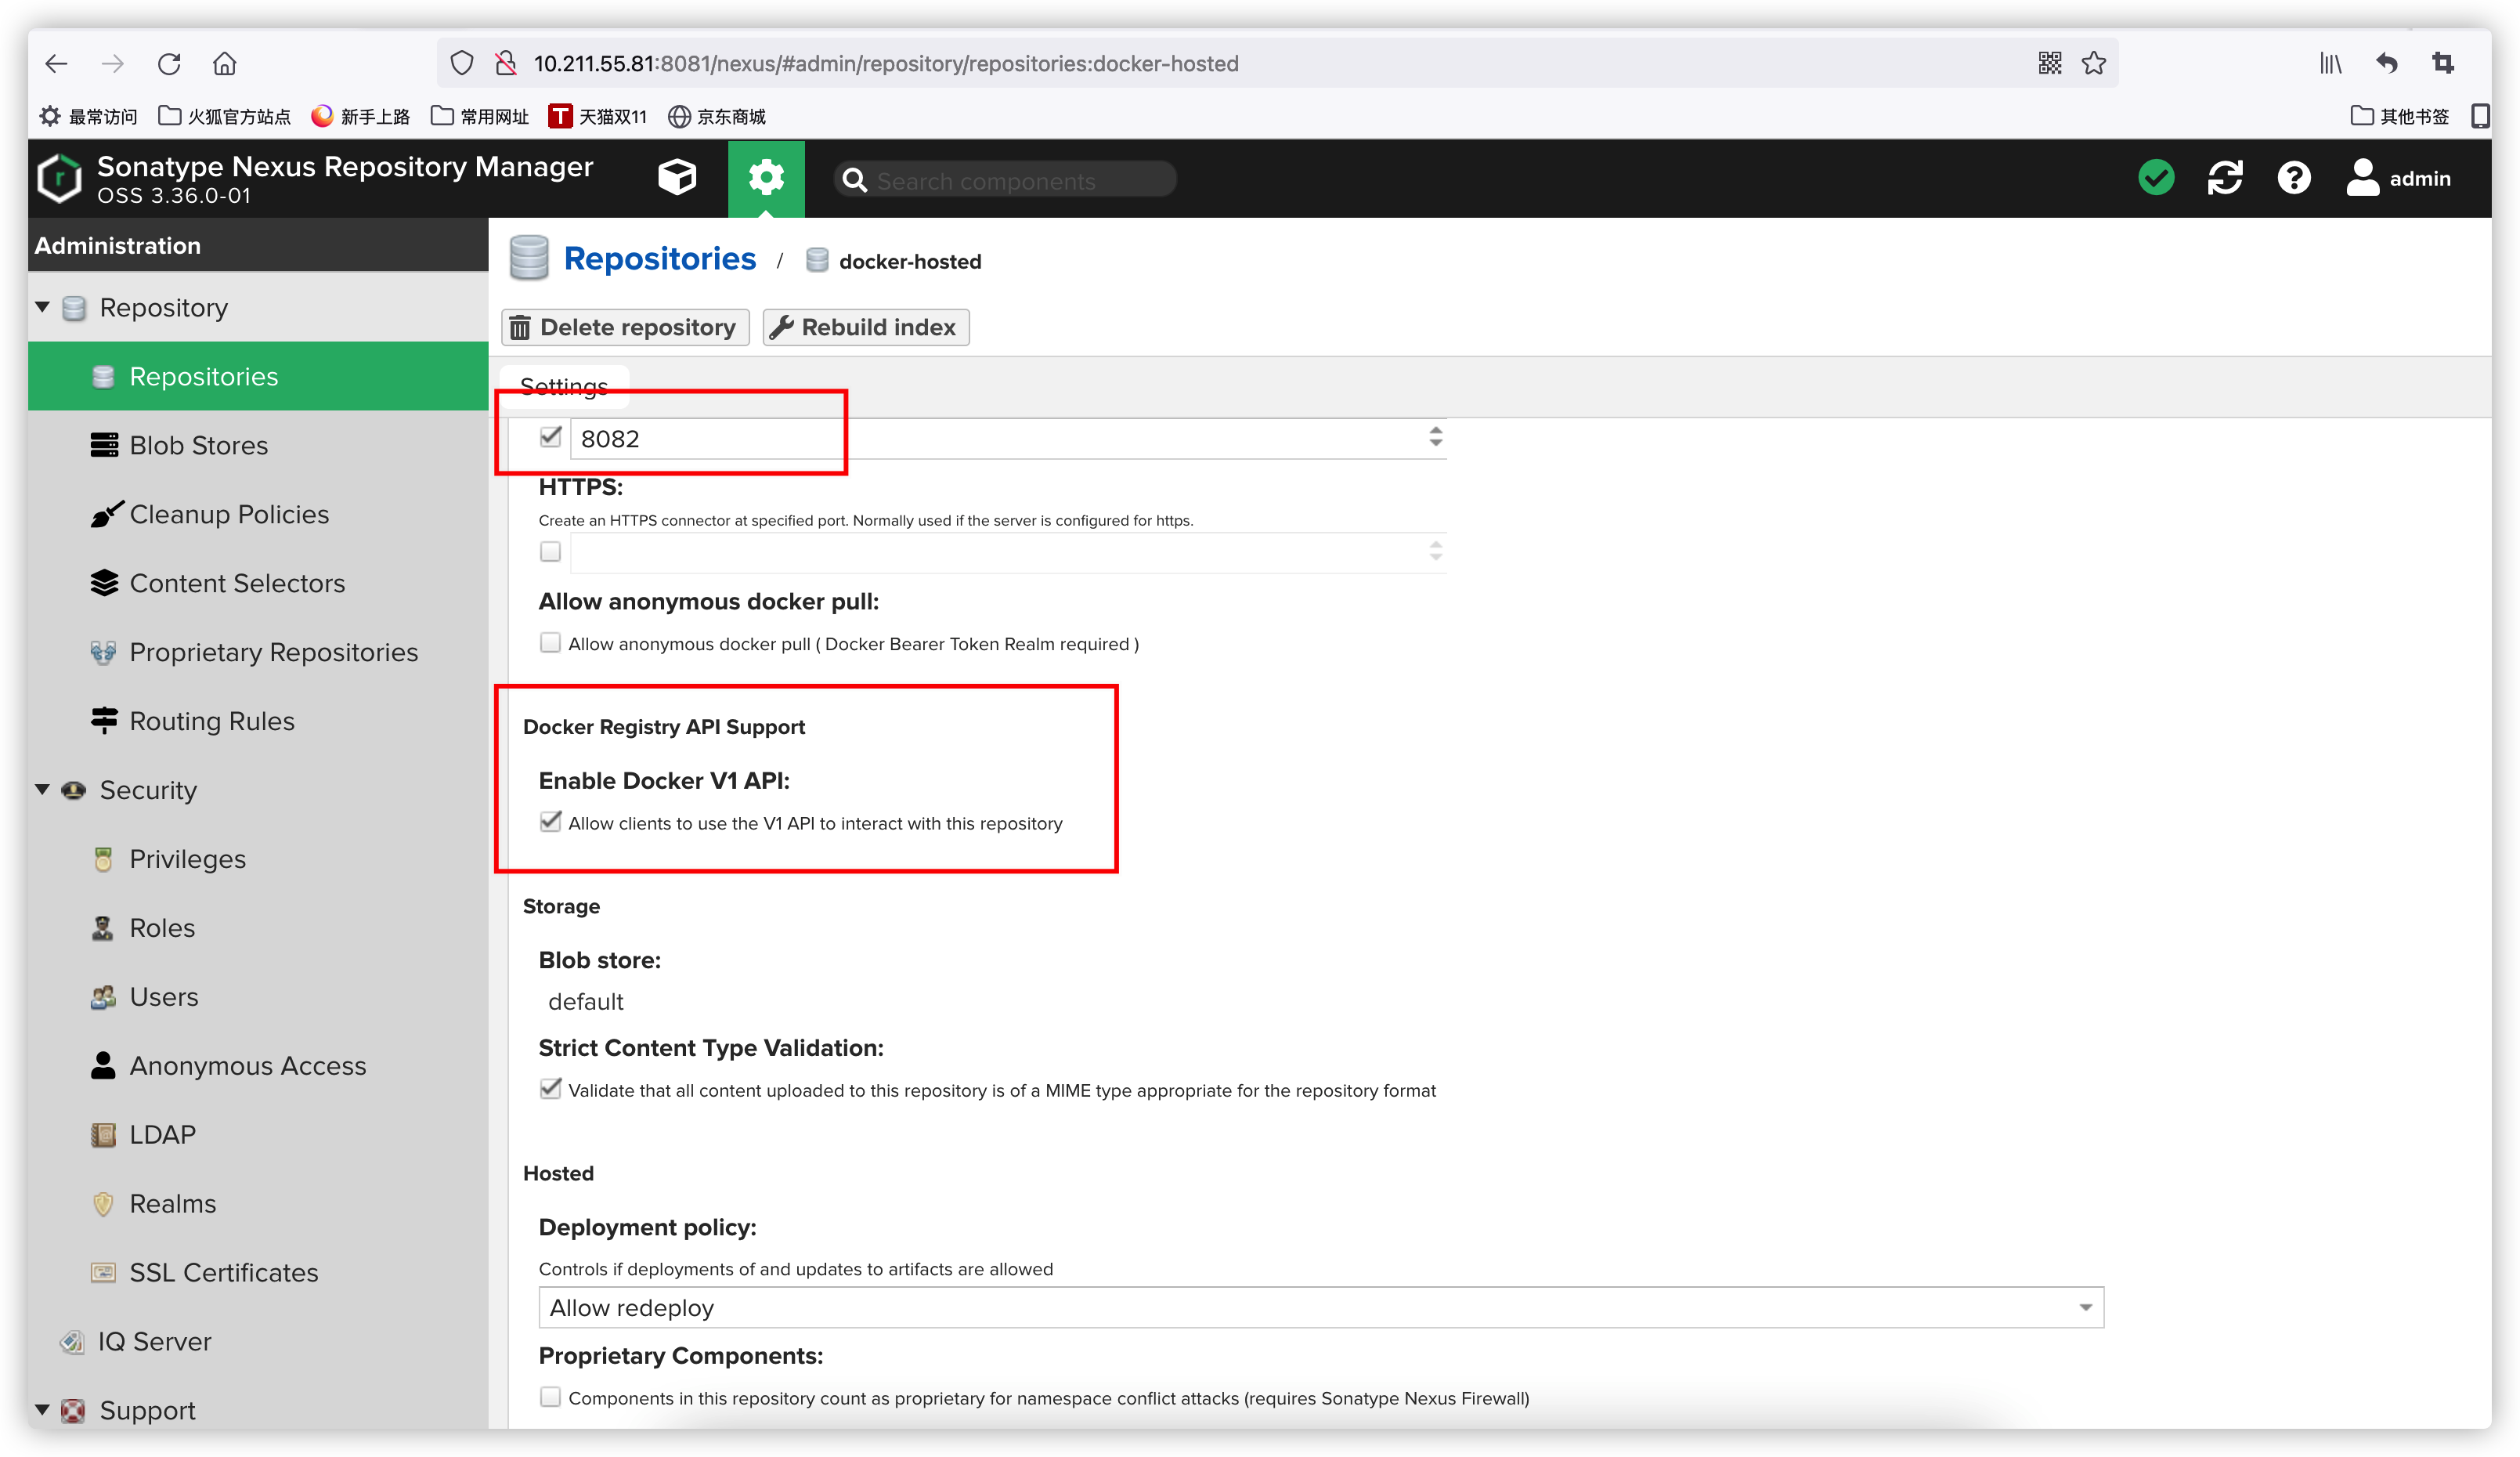 10.211.55.81:8081/nexus/#admin/repository/repositories:docker-hosted
最常访问 火狐官方站点 新手上路 常用网址 T 天猫双11 京东商城 其他书签
Sonatype Nexus Repository Manager
OSS 3.36.0-01
Search components
admin
Administration
Repository
Repositories
Blob Stores
Cleanup Policies
Content Selectors
Proprietary Repositories
Routing Rules
Security
Privileges
Roles
Users
Anonymous Access
LDAP
Realms
SSL Certificates
IQ Server
Support
Repositories / docker-hosted
Delete repository Rebuild index
Settings
8082
HTTPS:
Create an HTTPS connector at specified port. Normally used if the server is configured for https.
Allow anonymous docker pull:
Allow anonymous docker pull ( Docker Bearer Token Realm required )
Docker Registry API Support
Enable Docker V1 API:
Allow clients to use the V1 API to interact with this repository
Storage
Blob store:
default
Strict Content Type Validation:
Validate that all content uploaded to this repository is of a MIME type appropriate for the repository format
Hosted
Deployment policy:
Controls if deployments of and updates to artifacts are allowed
Allow redeploy
Proprietary Components:
Components in this repository count as proprietary for namespace conflict attacks (requires Sonatype Nexus Firewall)